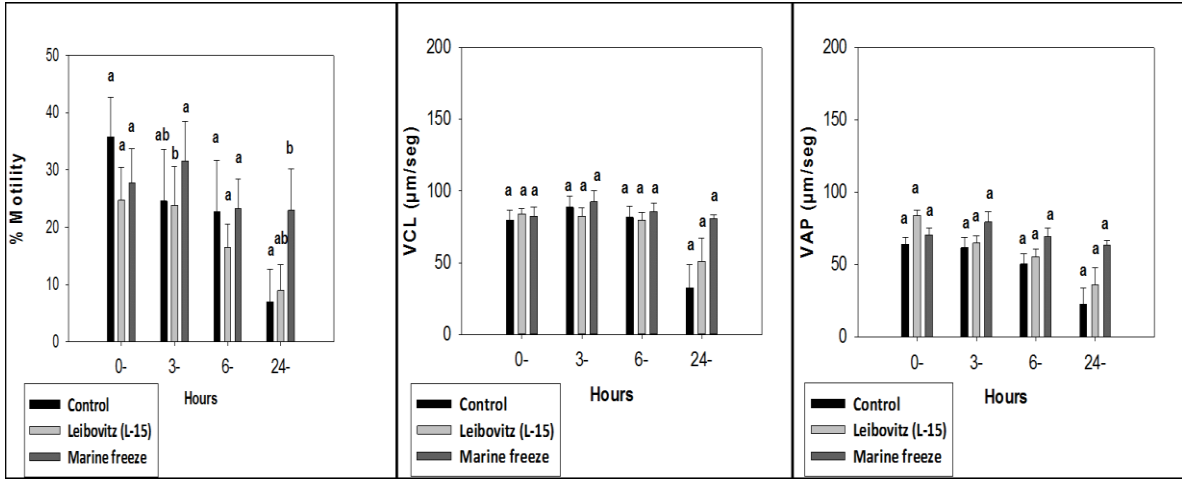 50
40
30
20
10
0
% Motility
a
a
a
ab
b
a
a
a
a
a
ab
b
0-
3-
6-
24-
Hours
Control
Leibovitz (L-15)
Marine freeze
200
150
100
50
0
VCL (µm/seg)
a a a
a a a
a a a
a a a
0-
3-
6-
24-
Hours
Control
Leibovitz (L-15)
Marine freeze
200
150
100
50
0
VAP (µm/seg)
a a a
a a a
a a a
a a a
0-
3-
6-
24-
Hours
Control
Leibovitz (L-15)
Marine freeze